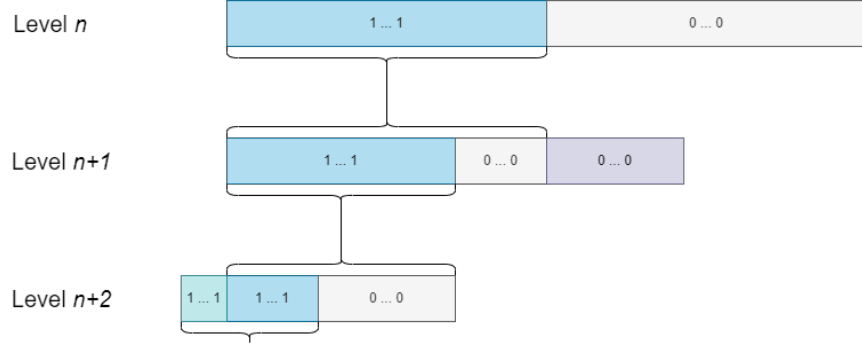 Level n 1 ... 1 0 ... 0
Level n+1 1 ... 1 0 ... 0 0 ... 0
Level n+2 1 ... 1 1 ... 1 0 ... 0